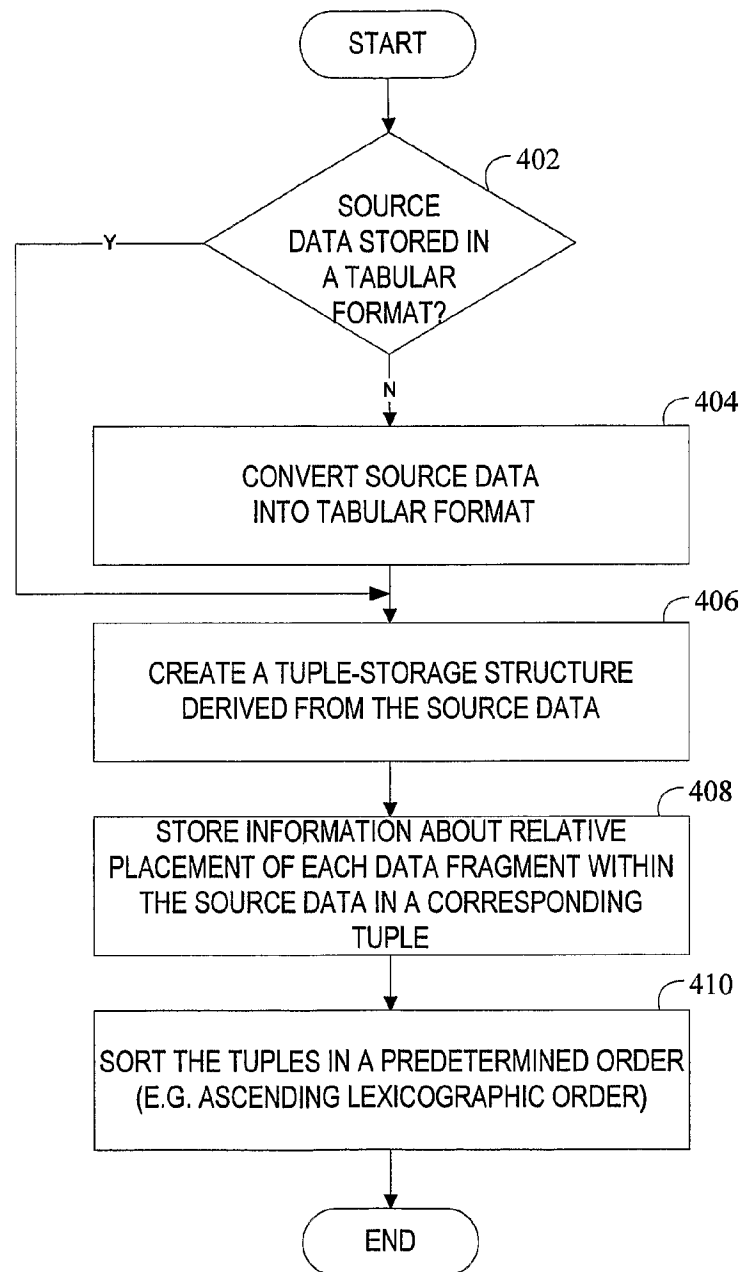 START
402
SOURCE
DATA STORED IN
A TABULAR
FORMAT?
Y
N
404
CONVERT SOURCE DATA
INTO TABULAR FORMAT
406
CREATE A TUPLE-STORAGE STRUCTURE
DERIVED FROM THE SOURCE DATA
408
STORE INFORMATION ABOUT RELATIVE
PLACEMENT OF EACH DATA FRAGMENT WITHIN
THE SOURCE DATA IN A CORRESPONDING
TUPLE
410
SORT THE TUPLES IN A PREDETERMINED ORDER
(E.G. ASCENDING LEXICOGRAPHIC ORDER)
END